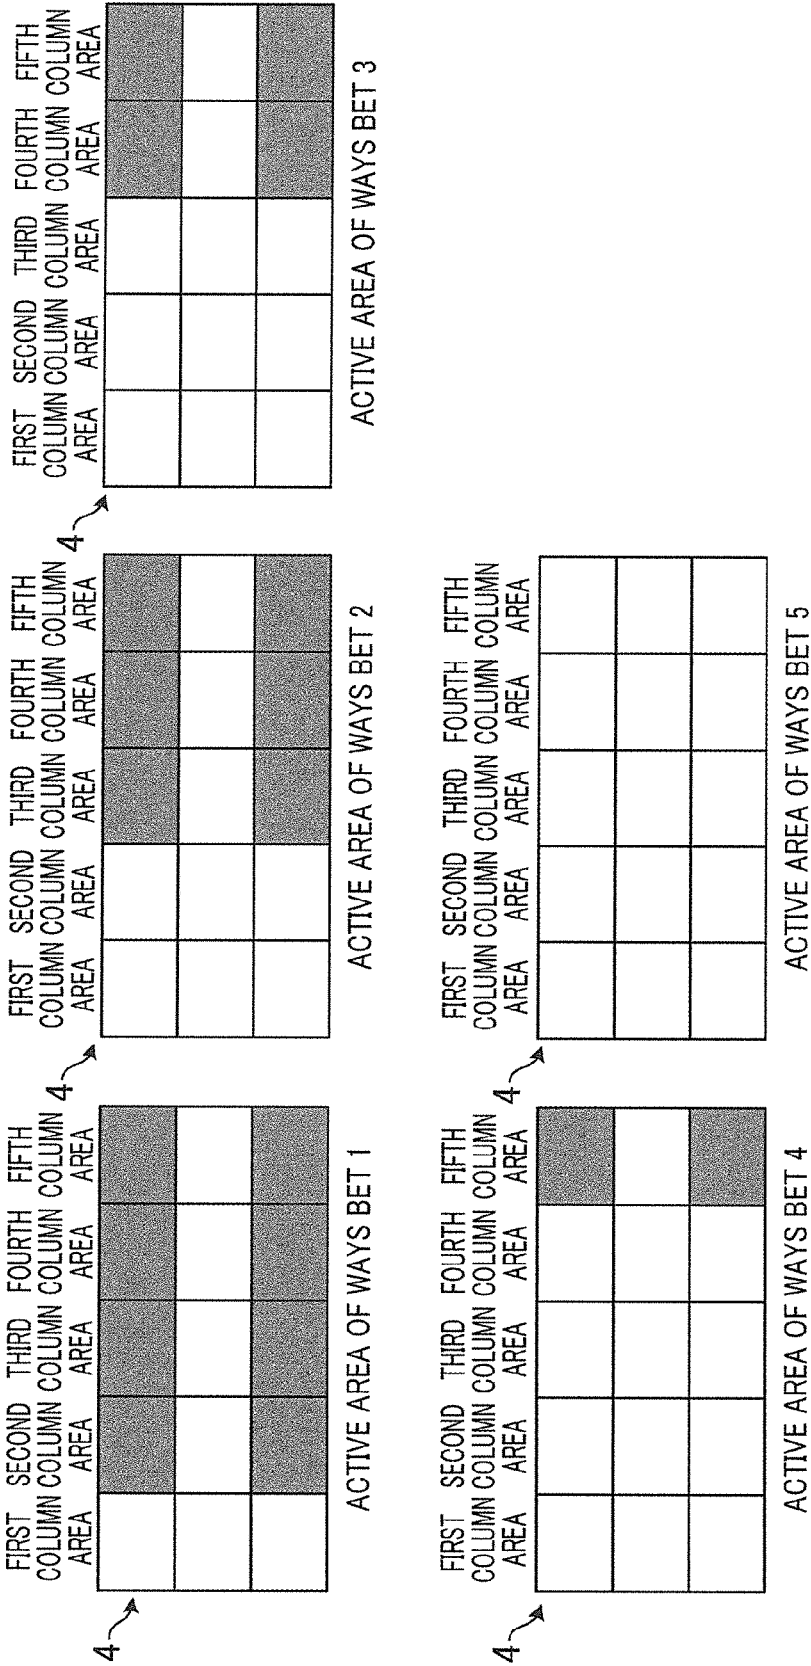 FIRST SECOND THIRD FOURTH FIFTH
COLUMN COLUMN COLUMN COLUMN COLUMN
AREA AREA AREA AREA AREA
4
ACTIVE AREA OF WAYS BET 1
FIRST SECOND THIRD FOURTH FIFTH
COLUMN COLUMN COLUMN COLUMN COLUMN
AREA AREA AREA AREA AREA
4
ACTIVE AREA OF WAYS BET 2
FIRST SECOND THIRD FOURTH FIFTH
COLUMN COLUMN COLUMN COLUMN COLUMN
AREA AREA AREA AREA AREA
4
ACTIVE AREA OF WAYS BET 3
FIRST SECOND THIRD FOURTH FIFTH
COLUMN COLUMN COLUMN COLUMN COLUMN
AREA AREA AREA AREA AREA
4
ACTIVE AREA OF WAYS BET 4
FIRST SECOND THIRD FOURTH FIFTH
COLUMN COLUMN COLUMN COLUMN COLUMN
AREA AREA AREA AREA AREA
4
ACTIVE AREA OF WAYS BET 5